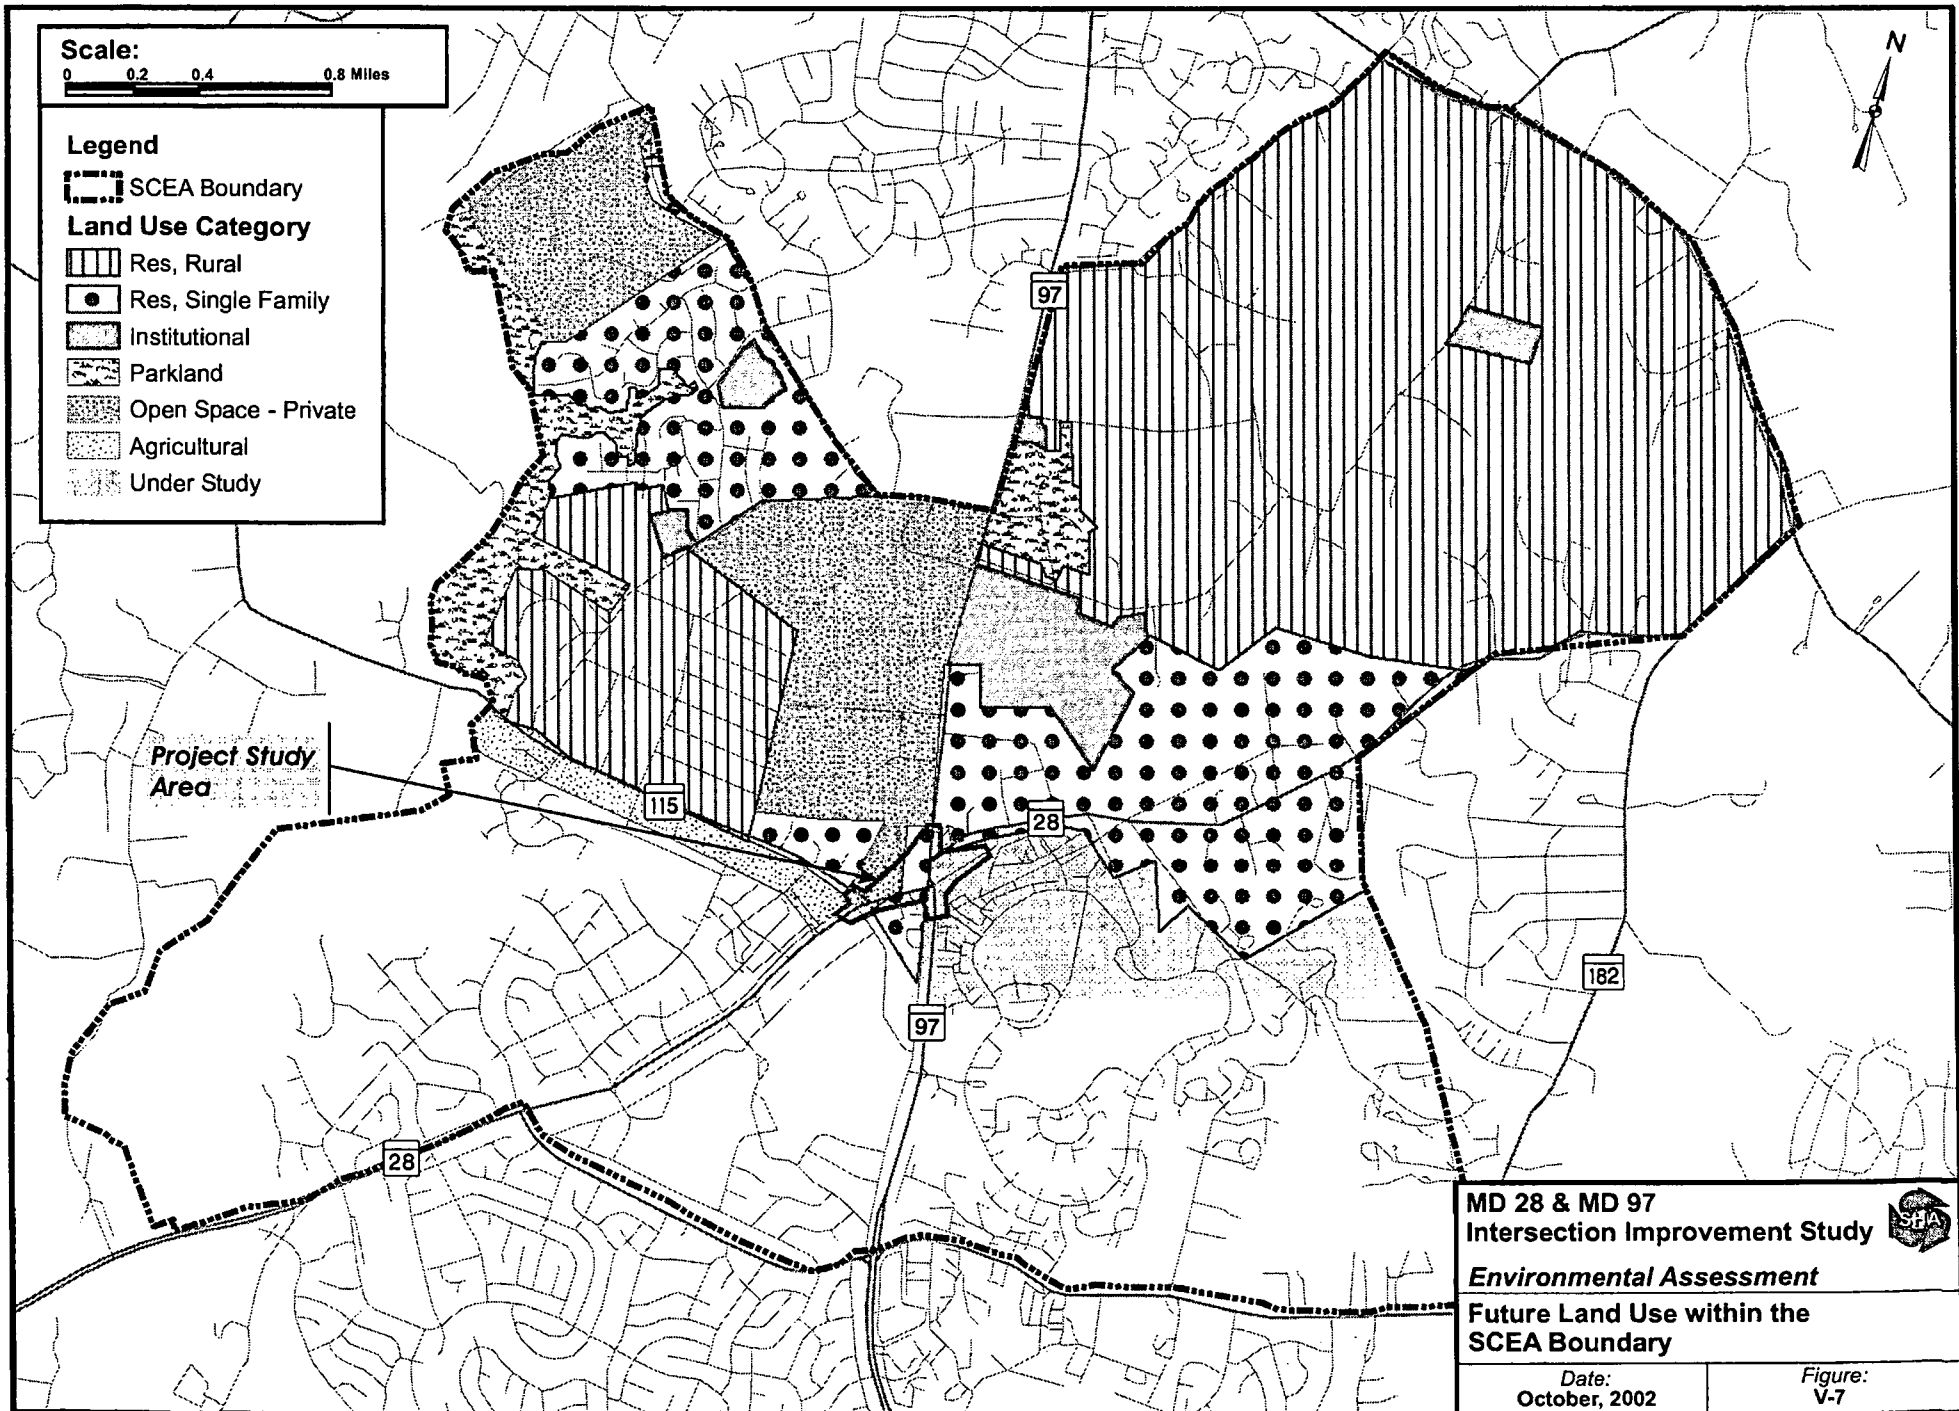 Scale:
0 0.2 0.4 0.8 Miles
Legend
SCEA Boundary
Land Use Category
Res, Rural
Res, Single Family
Institutional
Parkland
Open Space - Private
Agricultural
Under Study
N
97
Project Study
Area
115
28
182
97
28
MD 28 & MD 97
Intersection Improvement Study
SHA
Environmental Assessment
Future Land Use within the
SCEA Boundary
Date:
October, 2002
Figure:
V-7